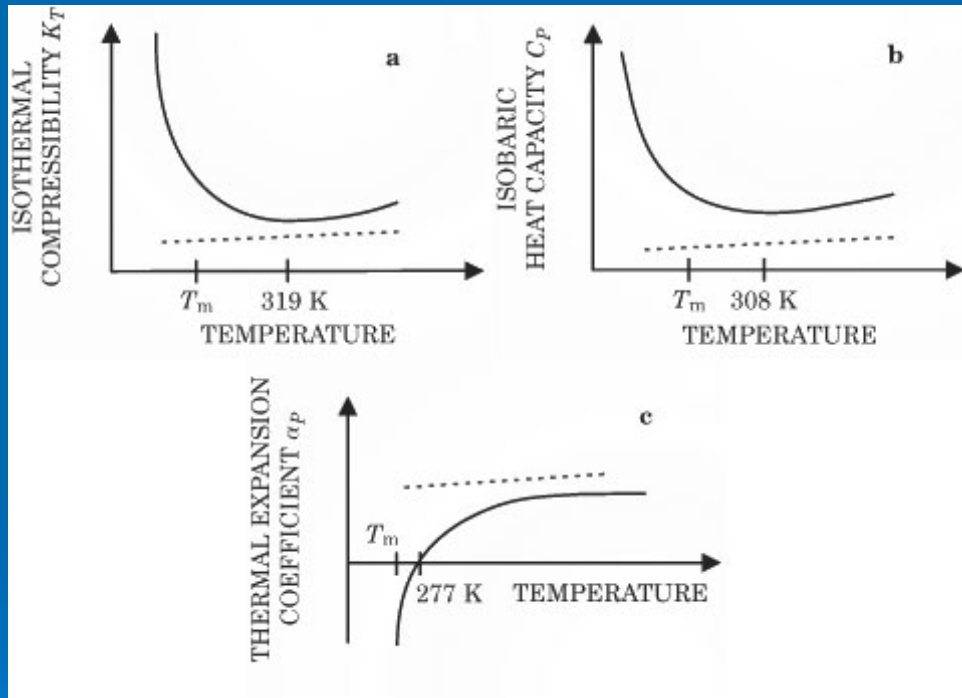 ISOTHERMAL
COMPRESSIBILITY K_T
a
T_m 319 K
TEMPERATURE
ISOBARIC
HEAT CAPACITY C_P
b
T_m 308 K
TEMPERATURE
THERMAL EXPANSION
COEFFICIENT α_P
c
T_m
277 K TEMPERATURE